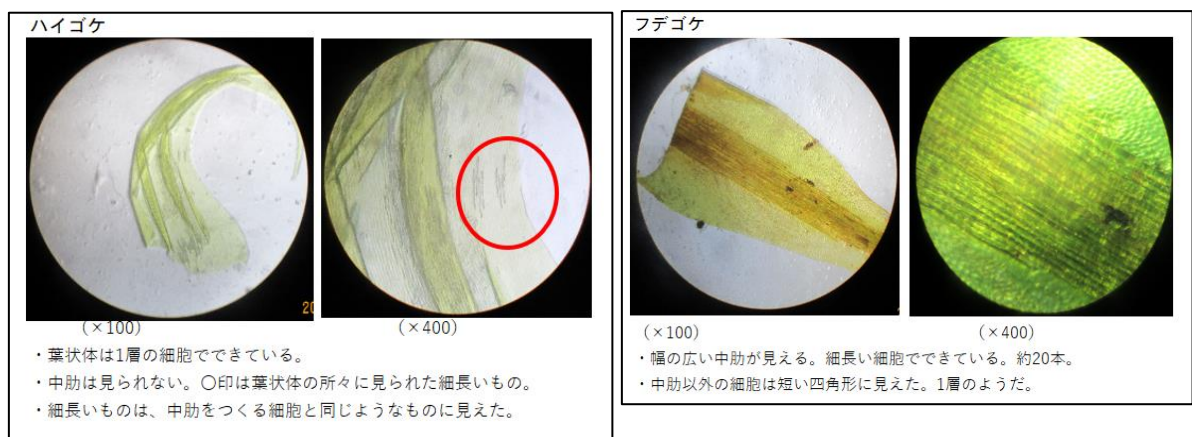 ハイゴケ
20
(×100)
(×400)
・葉状体は1層の細胞でできている。
・中肋は見られない。〇印は葉状体の所々に見られた細長いもの。
・細長いものは、中肋をつくる細胞と同じようなものに見えた。
フデゴケ
(×100)
(×400)
・幅の広い中肋が見える。細長い細胞でできている。約20本。
・中肋以外の細胞は短い四角形に見えた。1層のようだ。